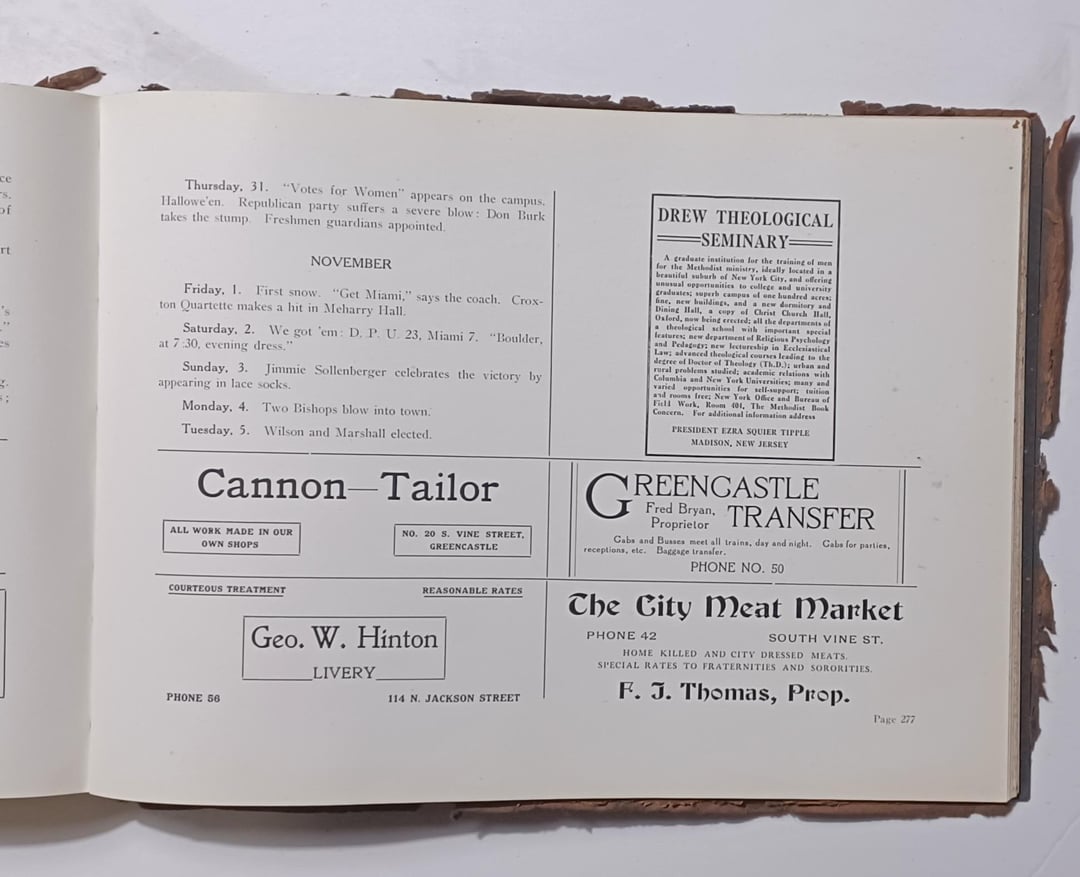 ce
rs.
of
rt
's
."
es
g.
s;
Thursday, 31. "Votes for Women" appears on the campus.
Hallowe'en. Republican party suffers a severe blow: Don Burk
takes the stump. Freshmen guardians appointed.
NOVEMBER
Friday, 1. First snow. "Get Miami," says the coach. Crox-
ton Quartette makes a hit in Meharry Hall.
Saturday, 2. We got 'em: D. P. U. 23, Miami 7. "Boulder,
at 7:30, evening dress."
Sunday, 3. Jimmie Sollenberger celebrates the victory by
appearing in lace socks.
Monday, 4. Two Bishops blow into town.
Tuesday, 5. Wilson and Marshall elected.
DREW THEOLOGICAL
SEMINARY
A graduate institution for the training of men
for the Methodist ministry, ideally located in a
beautiful suburb of New York City, and offering
unusual opportunities to college and university
graduates; superb campus of one hundred acres;
fine, new buildings, and a new dormitory and
Dining Hall, a copy of Christ Church Hall,
Oxford, now being erected; all the departments of
a theological school with important special
features; new department of Religious Psychology
and Pedagogy; new lectureship in Ecclesiastical
Law; advanced theological courses leading to the
degree of Doctor of Theology (Th.D.); urban and
rural problems studied; academic relations with
Columbia and New York Universities; many and
varied opportunities for self-support; tuition
and rooms free; New York Office and Bureau of
Field Work, Room 401, The Methodist Book
Concern. For additional information address
PRESIDENT EZRA SQUIER TIPPLE
MADISON, NEW JERSEY
Cannon—Tailor
ALL WORK MADE IN OUR
OWN SHOPS
NO. 20 S. VINE STREET,
GREENCASTLE
GREENCASTLE
Fred Bryan,
Proprietor
TRANSFER
Cabs and Busses meet all trains, day and night. Cabs for parties,
receptions, etc. Baggage transfer.
PHONE NO. 50
COURTEOUS TREATMENT
REASONABLE RATES
Geo. W. Hinton
LIVERY
PHONE 56
114 N. JACKSON STREET
The City Meat Market
PHONE 42
SOUTH VINE ST.
HOME KILLED AND CITY DRESSED MEATS.
SPECIAL RATES TO FRATERNITIES AND SORORITIES.
F. J. Thomas, Prop.
Page 277